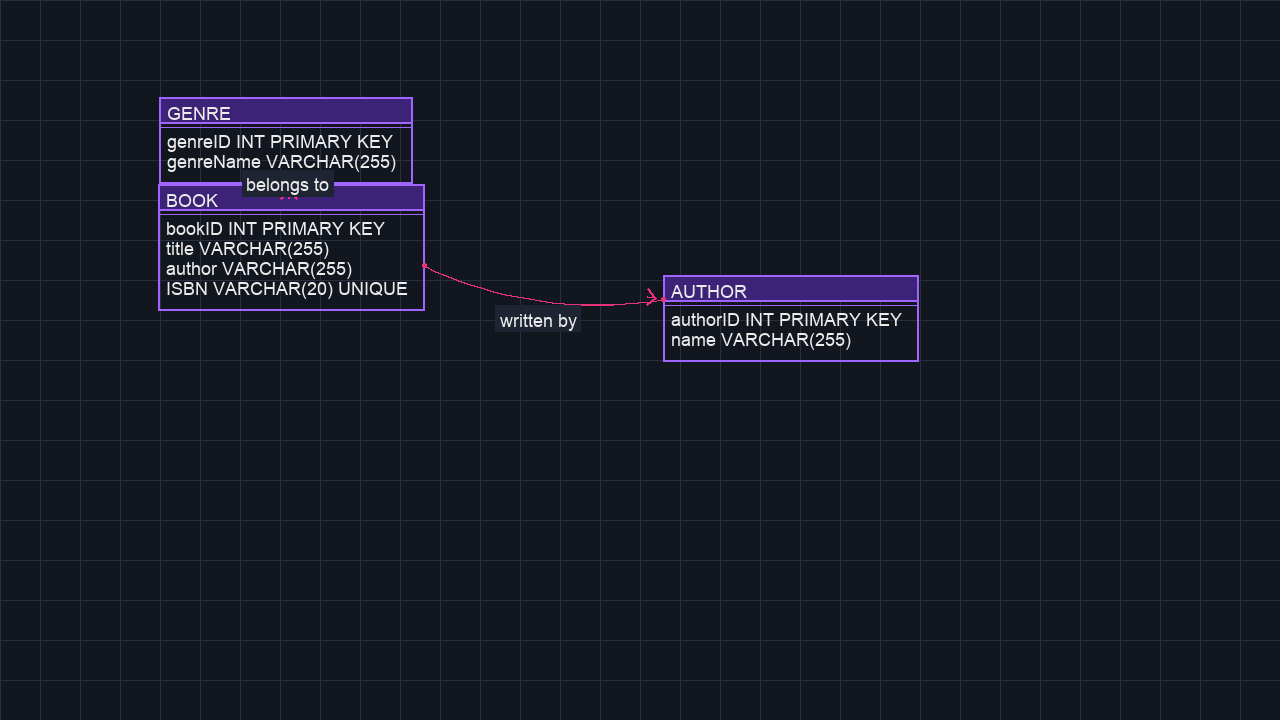 GENRE
genreID INT PRIMARY KEY
genreName VARCHAR(255)
belongs to
BOOK
bookID INT PRIMARY KEY
title VARCHAR(255)
author VARCHAR(255)
ISBN VARCHAR(20) UNIQUE
written by
AUTHOR
authorID INT PRIMARY KEY
name VARCHAR(255)